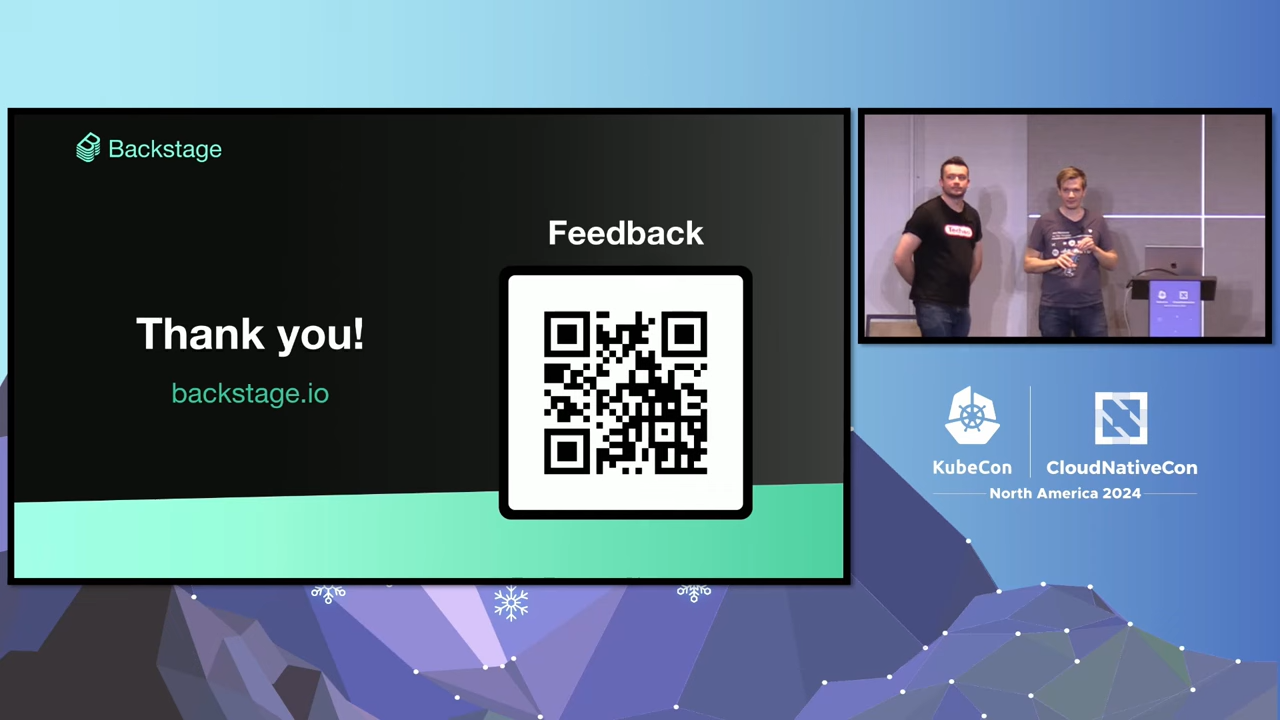 Backstage
Feedback
Thank you!
backstage.io
KubeCon
CloudNativeCon
North America 2024